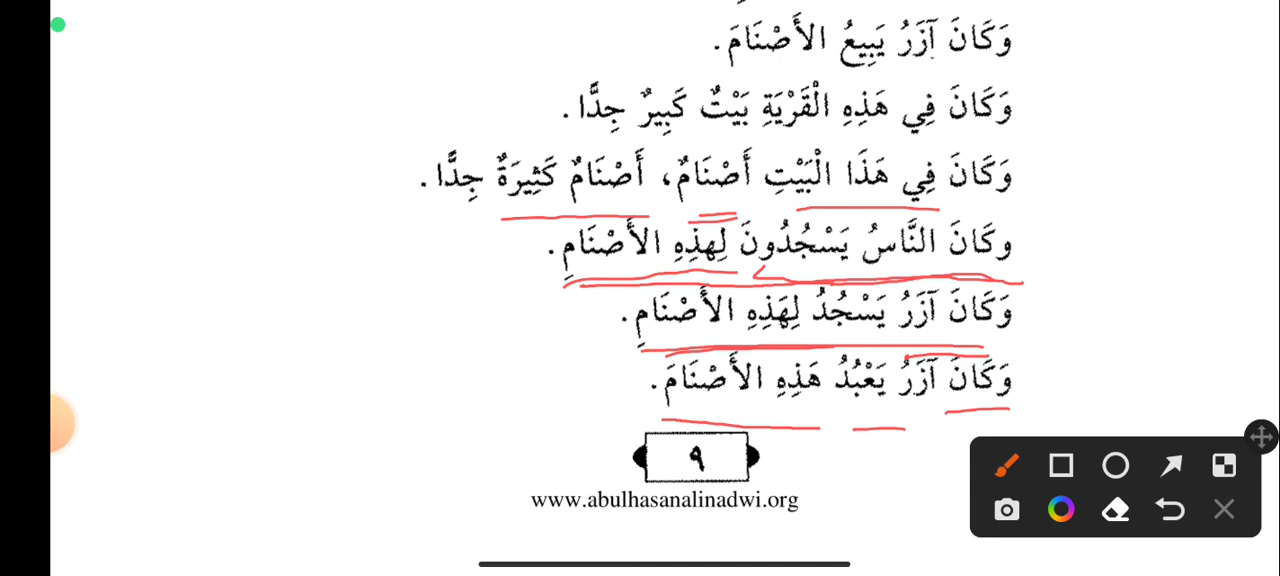 وَكَانَ آزَرُ يَبِيعُ الأَصْنَامَ.
وَكَانَ فِي هَذِهِ الْقَرْيَةِ بَيْتٌ كَبِيرٌ جِدًّا.
وَكَانَ فِي هَذَا الْبَيْتِ أَصْنَامٌ، أَصْنَامٌ كَثِيرَةٌ جِدًّا.
وكَانَ النَّاسُ يَسْجُدُونَ لِهذِهِ الأَصْنَامِ.
وَكَانَ آزَرُ يَسْجُدُ لِهَذِهِ الأَصْنَامِ.
وَكَانَ آزَرُ يَعْبُدُ هَذِهِ الأَصْنَامَ.
٩
www.abulhasanalinadwi.org